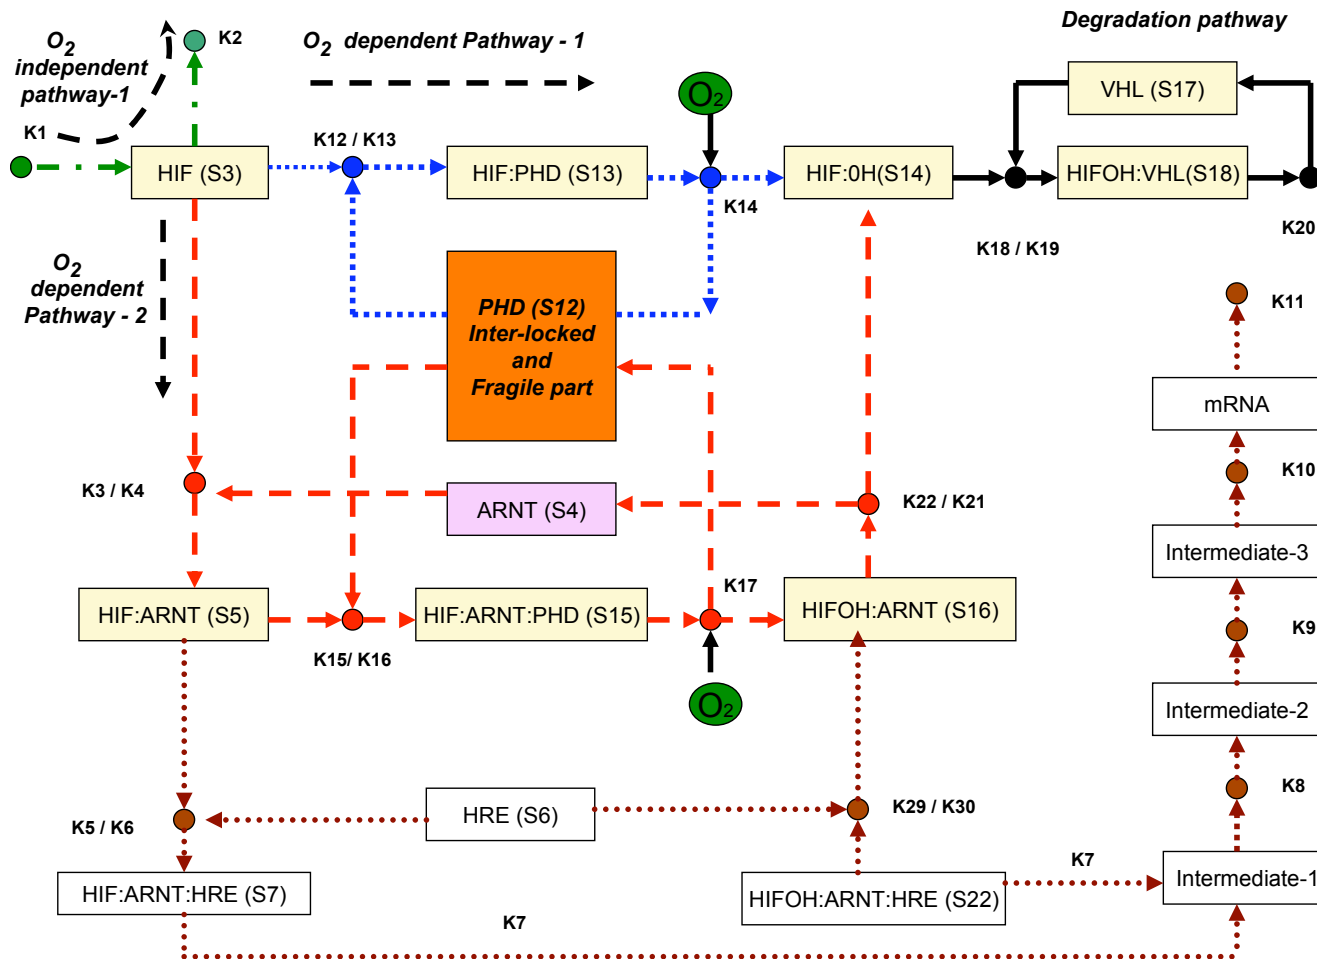 Degradation pathway
O2
independent
pathway-1
K2
O2 dependent Pathway - 1
O2
VHL (S17)
K1
K12 / K13
HIF (S3)
HIF:PHD (S13)
K14
HIF:0H(S14)
HIFOH:VHL(S18)
K20
K18 / K19
O2
dependent
Pathway - 2
PHD (S12)
Inter-locked
and
Fragile part
K11
mRNA
K10
K3 / K4
ARNT (S4)
K22 / K21
Intermediate-3
K17
HIF:ARNT (S5)
HIF:ARNT:PHD (S15)
HIFOH:ARNT (S16)
K9
K15/ K16
O2
Intermediate-2
K8
HRE (S6)
K29 / K30
K5 / K6
K7
HIF:ARNT:HRE (S7)
HIFOH:ARNT:HRE (S22)
Intermediate-1
K7